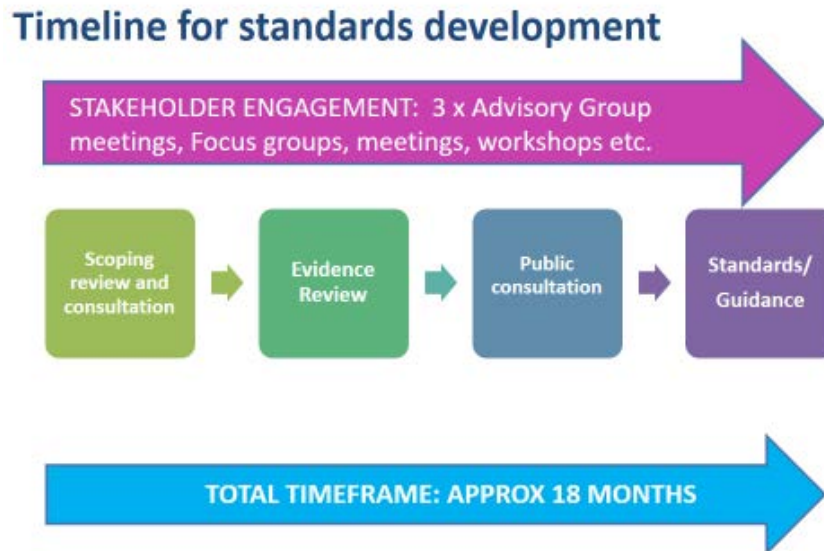 Timeline for standards development
STAKEHOLDER ENGAGEMENT: 3 x Advisory Group
meetings, Focus groups, meetings, workshops etc.
Scoping
review and
consultation
Evidence
Review
Public
consultation
Standards/
Guidance
TOTAL TIMEFRAME: APPROX 18 MONTHS